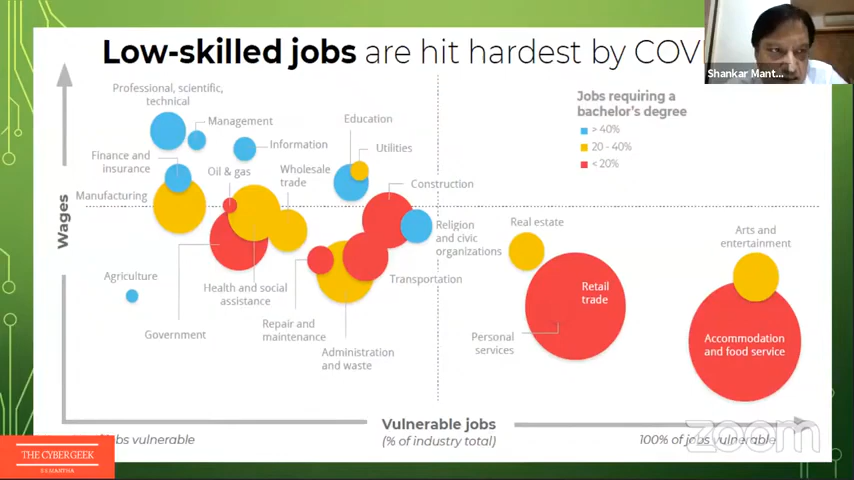 Low-skilled jobs are hit hardest by COV
Shankar Mant...
Professional, scientific,
technical
Management
Information
Education
Utilities
Finance and
insurance
Oil & gas
Wholesale
trade
Construction
Manufacturing
Jobs requiring a
bachelor's degree
> 40%
20 - 40%
< 20%
Wages
Religion
and civic
organizations
Real estate
Arts and
entertainment
Agriculture
Health and social
assistance
Transportation
Retail
trade
Government
Repair and
maintenance
Administration
and waste
Personal
services
Accommodation
and food service
Vulnerable jobs
(% of industry total)
jobs vulnerable
100% of jobs vulnerable
zoom
THE CYBERGEEK